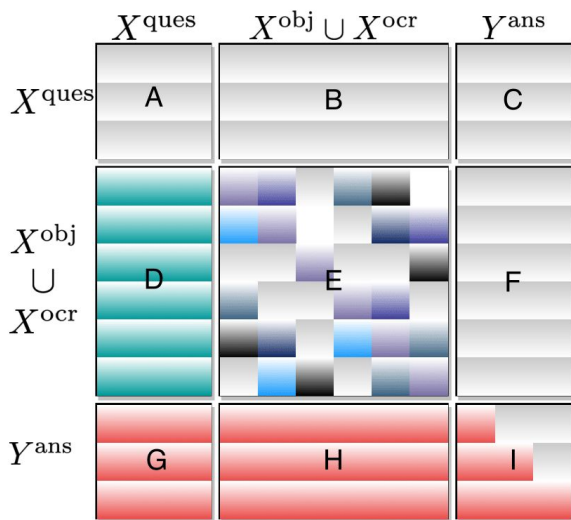 X^ques X^obj ∪ X^ocr Y^ans
X^ques A B C
X^obj
∪
X^ocr
D E F
Y^ans G H I